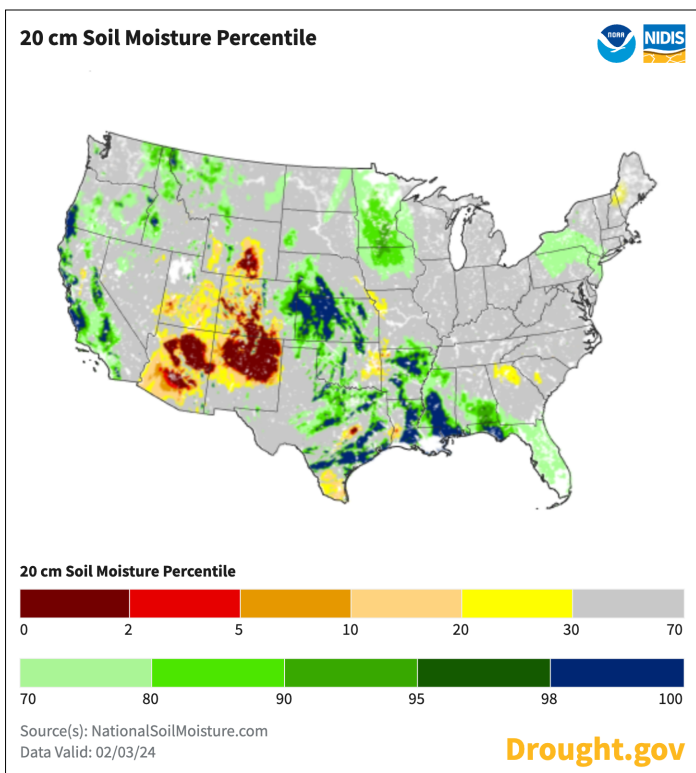 20 cm Soil Moisture Percentile
NOAA
NIDIS
20 cm Soil Moisture Percentile
0 2 5 10 20 30 70
70 80 90 95 98 100
Source(s): NationalSoilMoisture.com
Data Valid: 02/03/24
Drought.gov